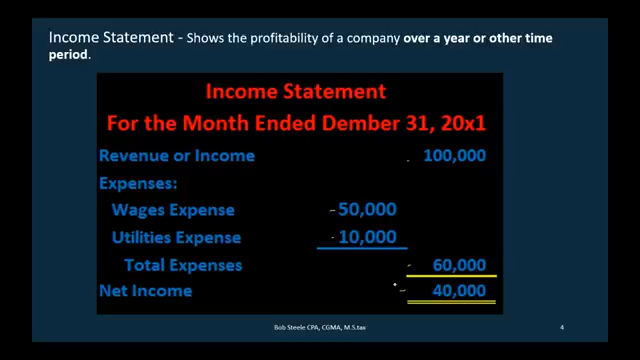 Income Statement - Shows the profitability of a company over a year or other time
period.
Income Statement
For the Month Ended Dember 31, 20x1
Revenue or Income 100,000
Expenses:
Wages Expense 50,000
Utilities Expense 10,000
Total Expenses 60,000
Net Income 40,000
Bob Steele CPA, CGMA, M.S.tax 4